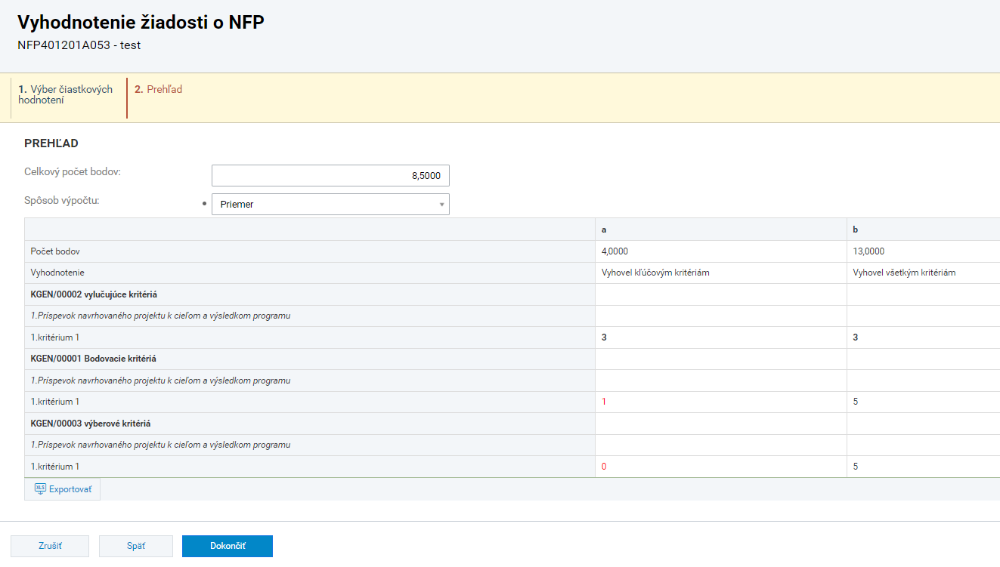 Vyhodnotenie žiadosti o NFP
NFP401201A053 - test
1. Výber čiastkových
hodnotení
2. Prehľad
PREHĽAD
Celkový počet bodov:
8,5000
Spôsob výpočtu:
Priemer
a b
Počet bodov 4,0000 13,0000
Vyhodnotenie Vyhovel kľúčovým kritériám Vyhovel všetkým kritériám
KGEN/00002 vylučujúce kritériá
1.Príspevok navrhovaného projektu k cieľom a výsledkom programu
1.kritérium 1 3 3
KGEN/00001 Bodovacie kritériá
1.Príspevok navrhovaného projektu k cieľom a výsledkom programu
1.kritérium 1 1 5
KGEN/00003 výberové kritériá
1.Príspevok navrhovaného projektu k cieľom a výsledkom programu
1.kritérium 1 0 5
XLS Exportovať
Zrušiť Späť Dokončiť